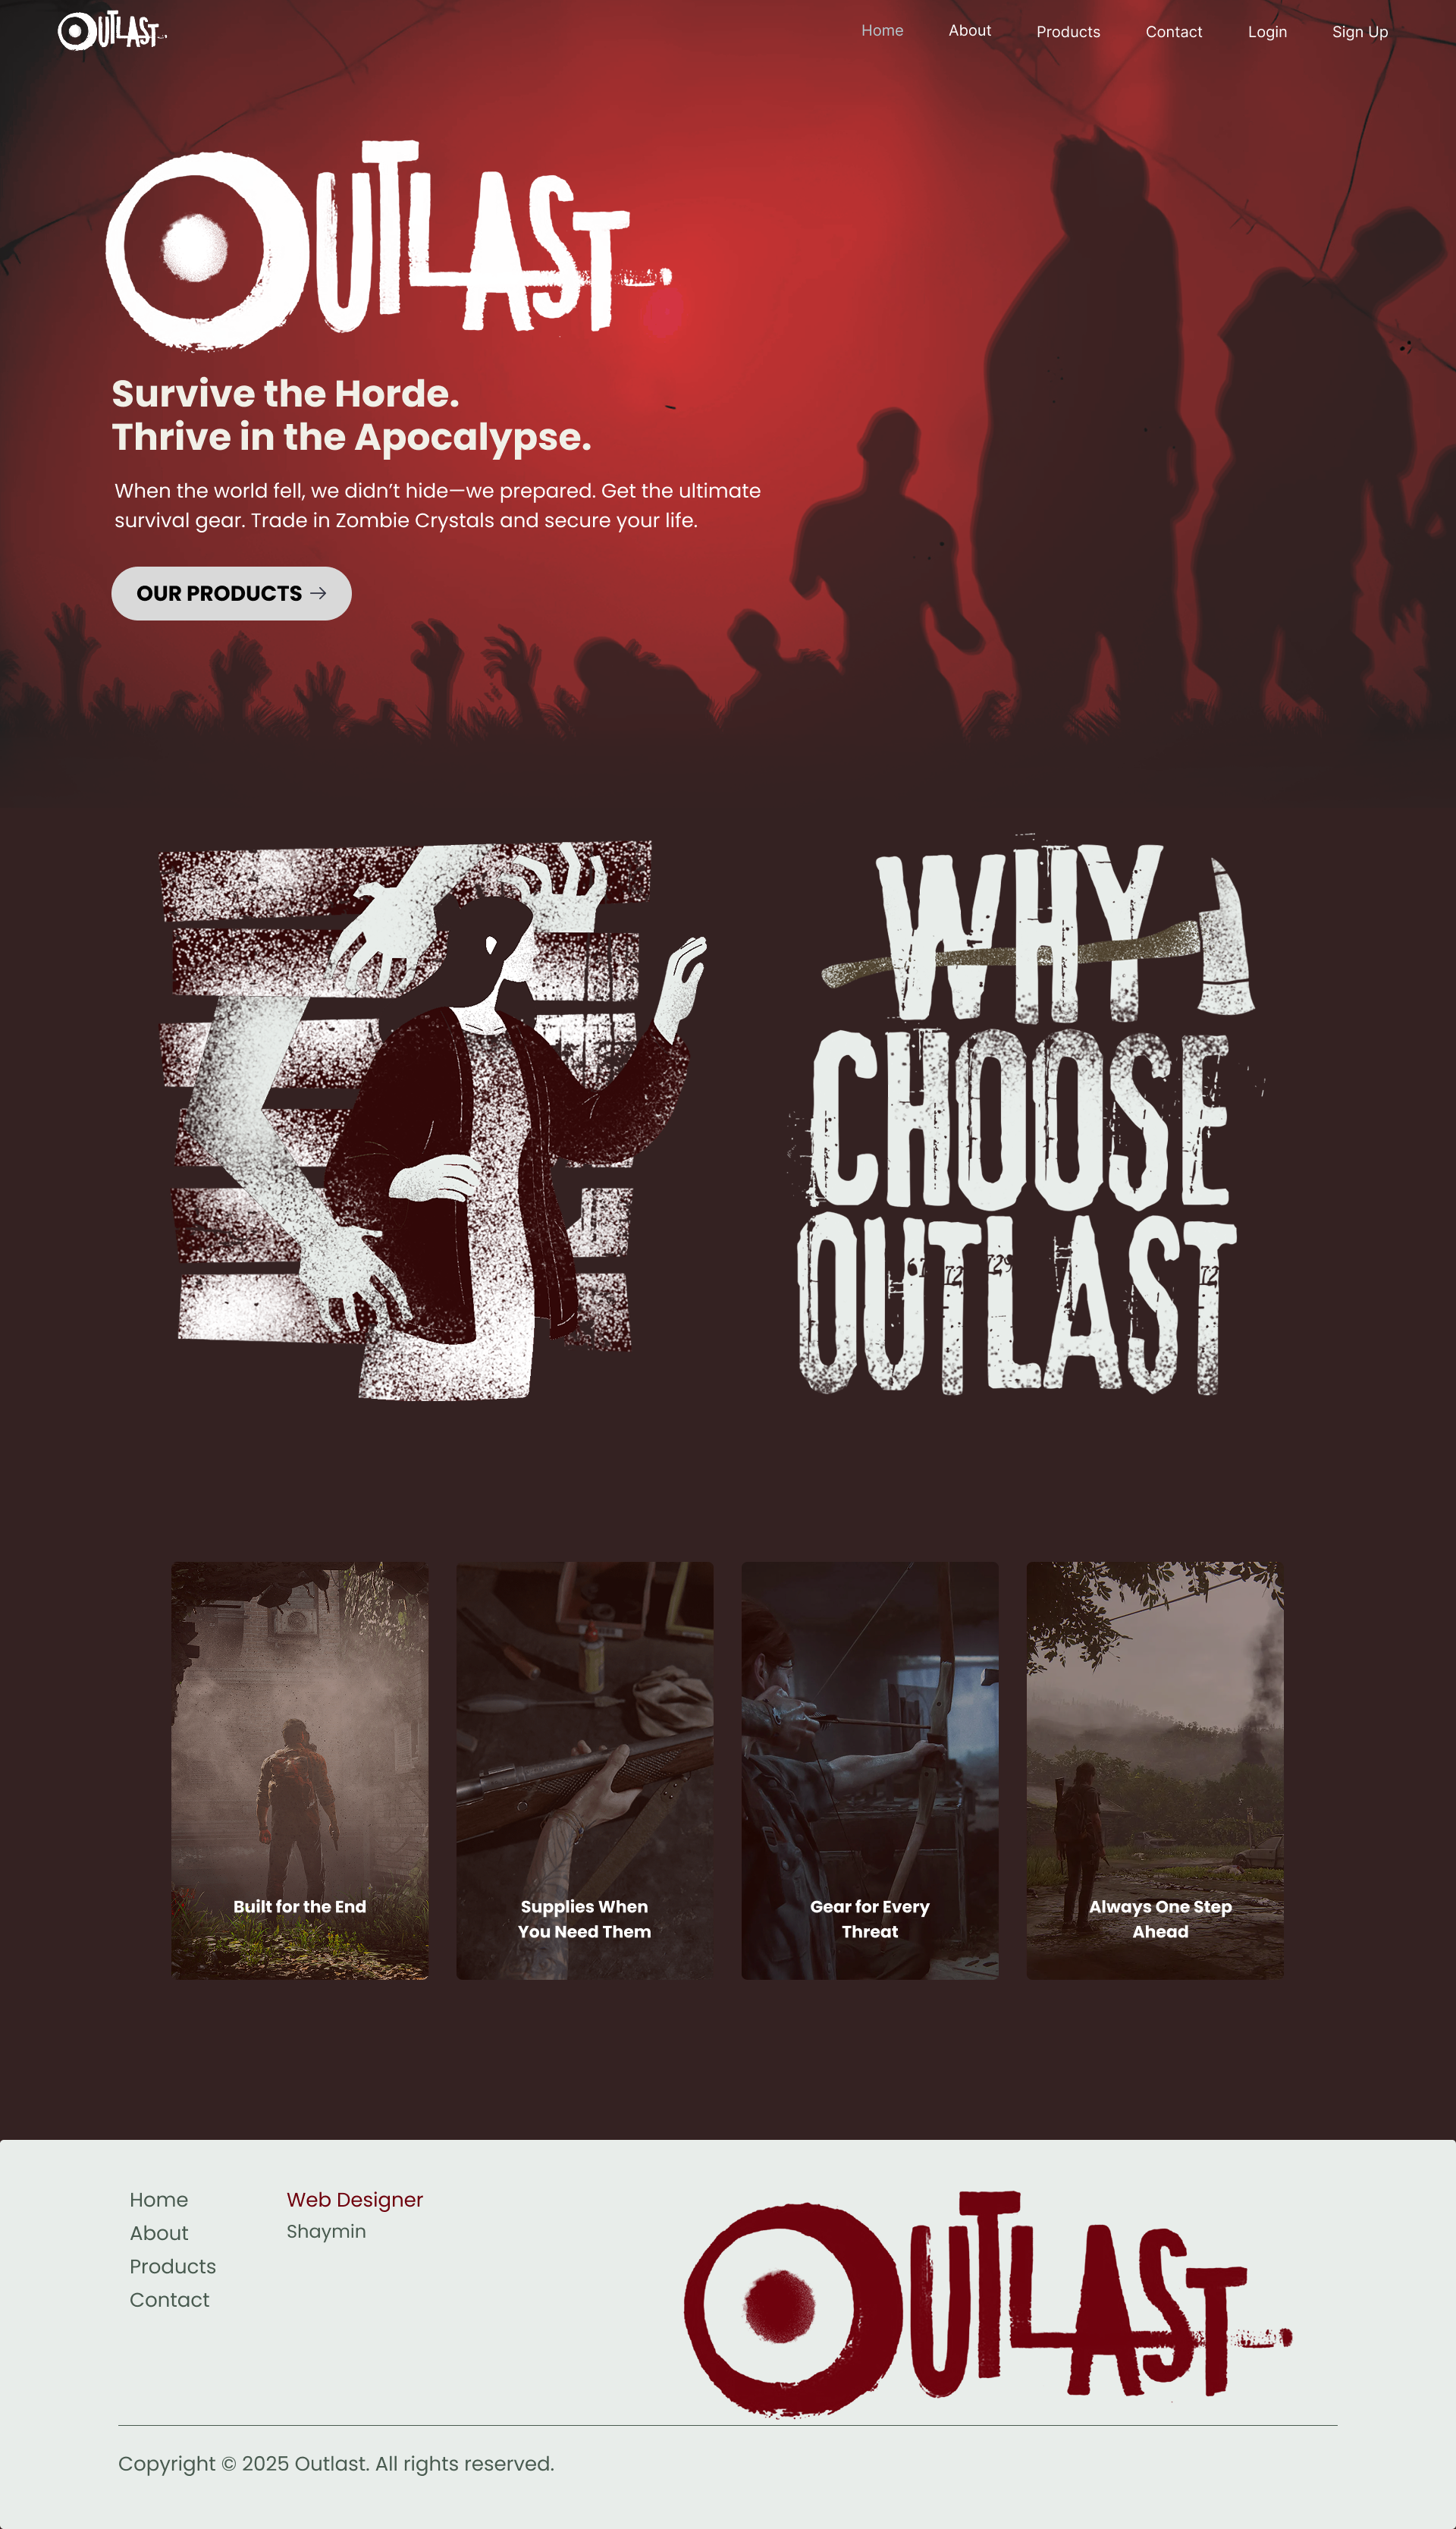 OUTLAST
Home About Products Contact Login Sign Up
OUTLAST
Survive the Horde.
Thrive in the Apocalypse.
When the world fell, we didn’t hide—we prepared. Get the ultimate
survival gear. Trade in Zombie Crystals and secure your life.
OUR PRODUCTS →
WHY
CHOOSE
OUTLAST
Built for the End
Supplies When
You Need Them
Gear for Every
Threat
Always One Step
Ahead
Home
About
Products
Contact
Web Designer
Shaymin
OUTLAST
Copyright © 2025 Outlast. All rights reserved.